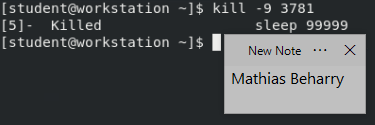 [student@workstation ~]$ kill -9 3781
[5]-  Killed                  sleep 99999
[student@workstation ~]$
New Note
Mathias Beharry